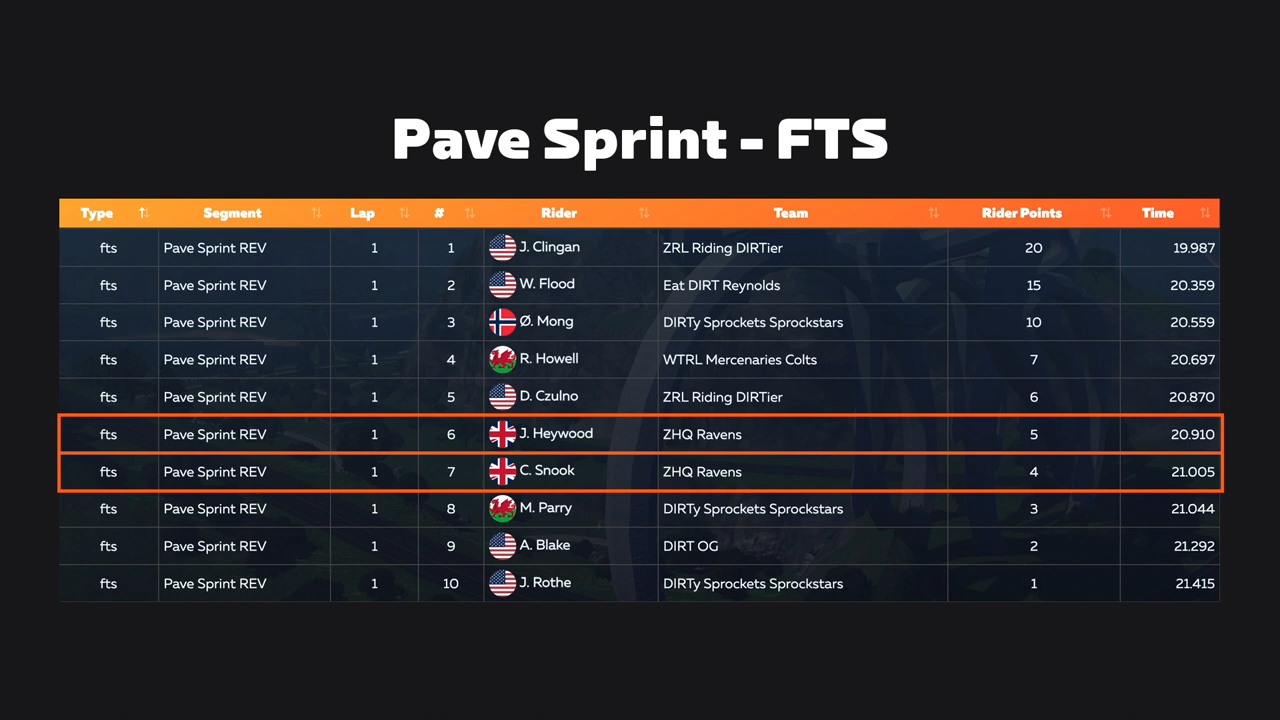 Pave Sprint - FTS
Type Segment Lap # Rider Team Rider Points Time
fts Pave Sprint REV 1 1 J. Clingan ZRL Riding DIRTier 20 19.987
fts Pave Sprint REV 1 2 W. Flood Eat DIRT Reynolds 15 20.359
fts Pave Sprint REV 1 3 Ø. Mong DIRTy Sprockets Sprockstars 10 20.559
fts Pave Sprint REV 1 4 R. Howell WTRL Mercenaries Colts 7 20.697
fts Pave Sprint REV 1 5 D. Czulno ZRL Riding DIRTier 6 20.870
fts Pave Sprint REV 1 6 J. Heywood ZHQ Ravens 5 20.910
fts Pave Sprint REV 1 7 C. Snook ZHQ Ravens 4 21.005
fts Pave Sprint REV 1 8 M. Parry DIRTy Sprockets Sprockstars 3 21.044
fts Pave Sprint REV 1 9 A. Blake DIRT OG 2 21.292
fts Pave Sprint REV 1 10 J. Rothe DIRTy Sprockets Sprockstars 1 21.415